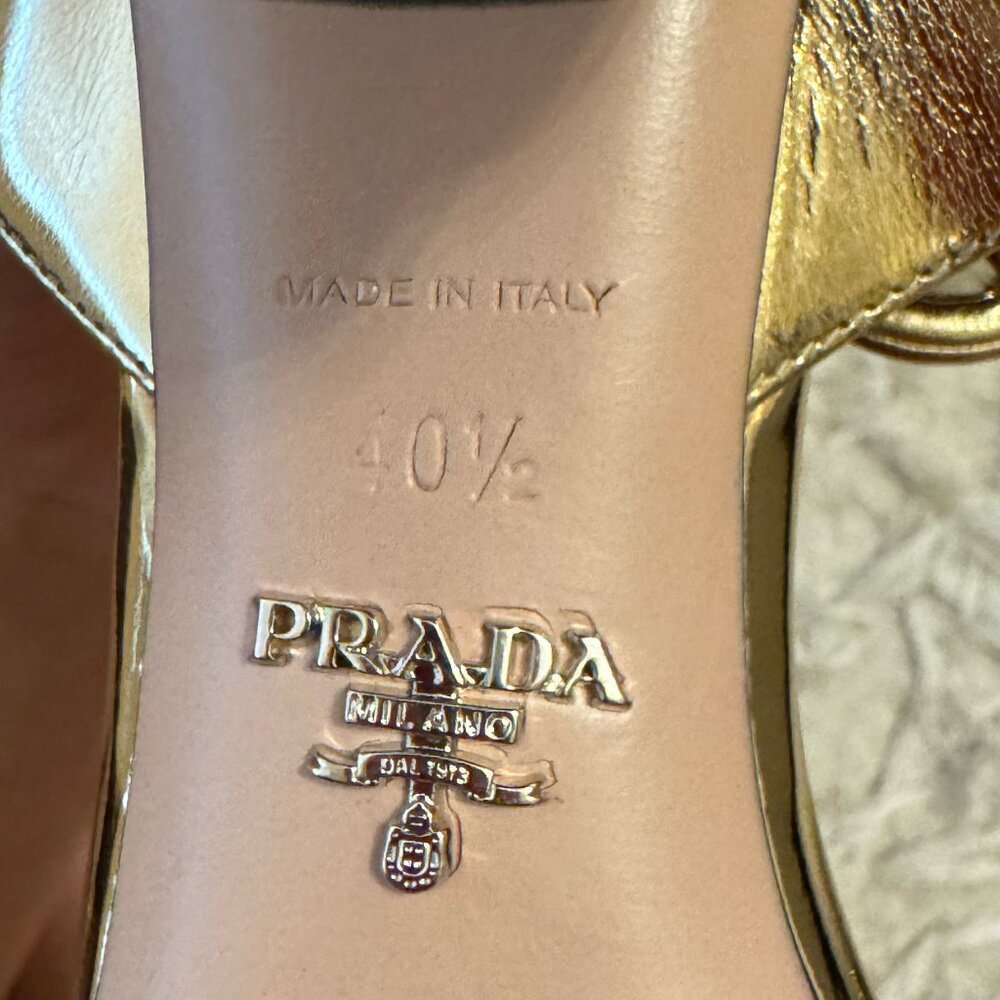 MADE IN ITALY
40½
PRADA
MILANO
DAL 1913